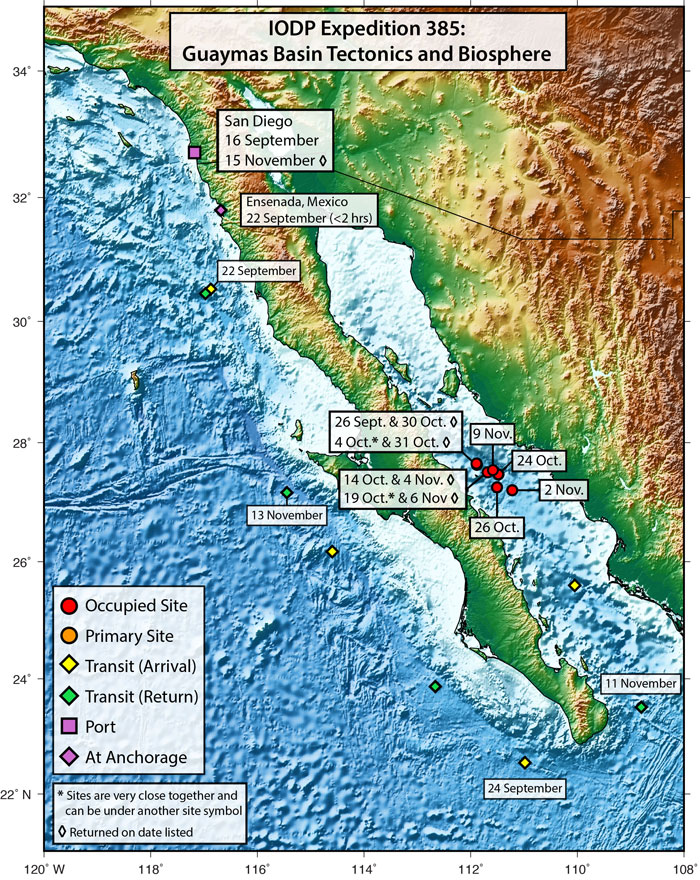 IODP Expedition 385:
Guaymas Basin Tectonics and Biosphere
34°
32°
30°
28°
26°
24°
22° N
San Diego
16 September
15 November ◊
Ensenada, Mexico
22 September (<2 hrs)
22 September
26 Sept. & 30 Oct. ◊
4 Oct.* & 31 Oct. ◊
9 Nov.
24 Oct.
14 Oct. & 4 Nov. ◊
19 Oct.* & 6 Nov ◊
2 Nov.
26 Oct.
13 November
11 November
24 September
Occupied Site
Primary Site
Transit (Arrival)
Transit (Return)
Port
At Anchorage
* Sites are very close together and
can be under another site symbol
◊ Returned on date listed
120° W
118°
116°
114°
112°
110°
108°